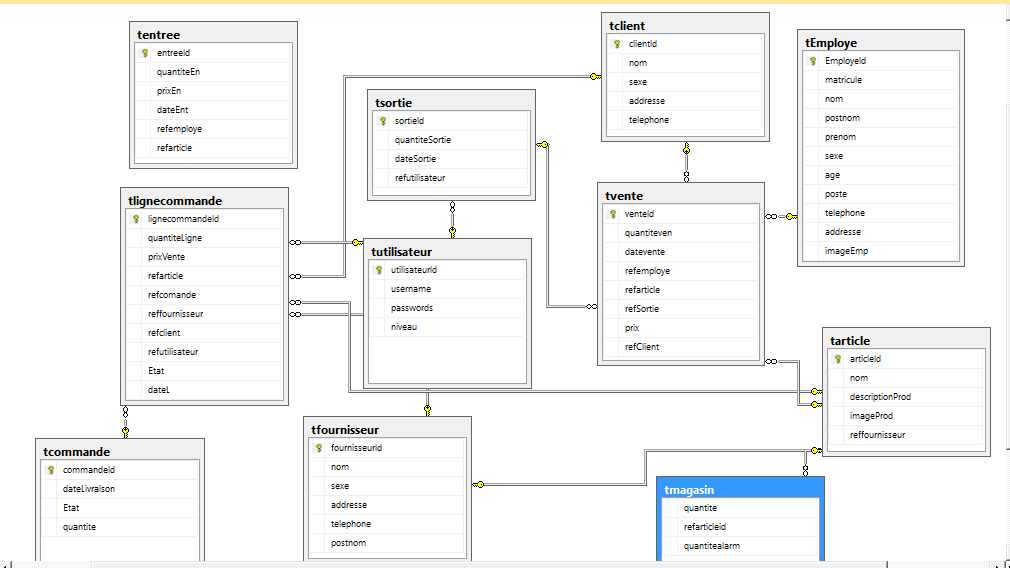 tentree
entreeId
quantiteEn
prixEn
dateEnt
refemploye
refarticle
tsortie
sortieId
quantiteSortie
dateSortie
refutilisateur
tclient
clientId
nom
sexe
addresse
telephone
tEmploye
EmployeId
matricule
nom
postnom
prenom
sexe
age
poste
telephone
addresse
imageEmp
tlignecommande
lignecommandeId
quantiteLigne
prixVente
refarticle
refcomande
reffournisseur
refclient
refutilisateur
Etat
dateL
tutilisateur
utilisateurId
username
passwords
niveau
tvente
venteId
quantiteven
datevente
refemploye
refarticle
refSortie
prix
refClient
tarticle
articleId
nom
descriptionProd
imageProd
reffournisseur
tcommande
commandeId
dateLivraison
Etat
quantite
tfournisseur
fournisseurId
nom
sexe
addresse
telephone
postnom
tmagasin
quantite
refarticleid
quantitealarm